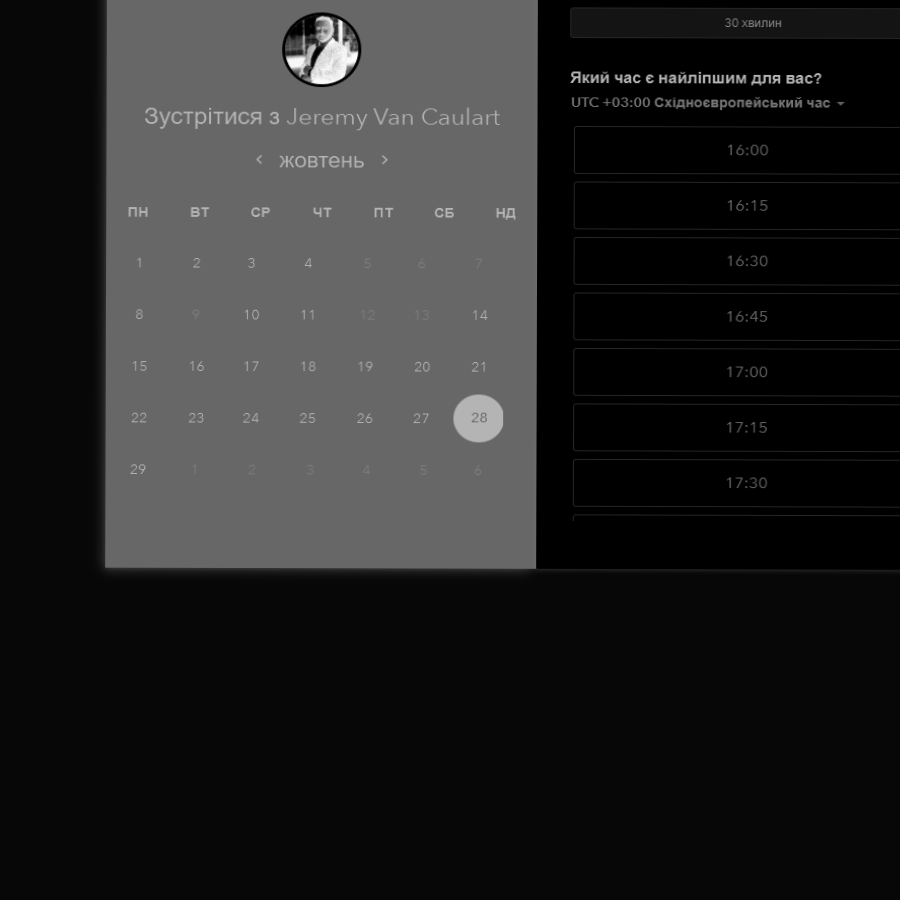 Зустрітися з Jeremy Van Caulart
жовтень
ПН ВТ СР ЧТ ПТ СБ НД
1 2 3 4 5 6 7
8 9 10 11 12 13 14
15 16 17 18 19 20 21
22 23 24 25 26 27 28
29 1 2 3 4 5 6
30 хвилин
Який час є найліпшим для вас?
UTC +03:00 Східноєвропейський час
16:00
16:15
16:30
16:45
17:00
17:15
17:30